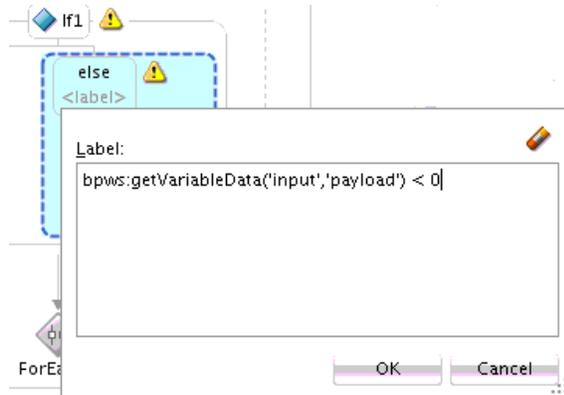 If1
else
<label>
Label:
bpws:getVariableData('input','payload') < 0
ForEa
OK
Cancel